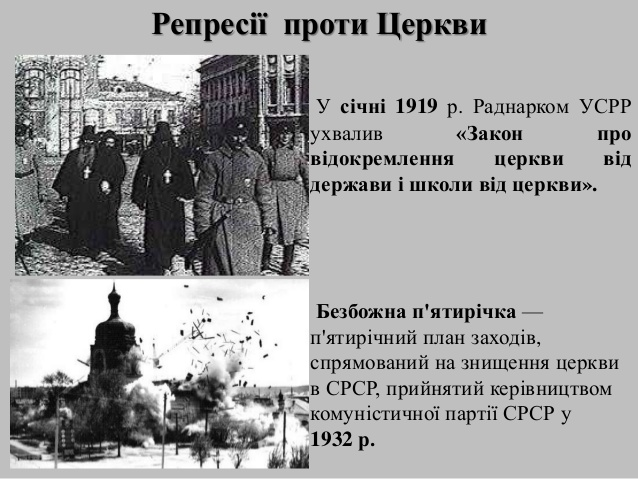 Репресії проти Церкви
У січні 1919 р. Раднарком УСРР
ухвалив «Закон про
відокремлення церкви від
держави і школи від церкви».
Безбожна п'ятирічка —
п'ятирічний план заходів,
спрямований на знищення церкви
в СРСР, прийнятий керівництвом
комуністичної партії СРСР у
1932 р.